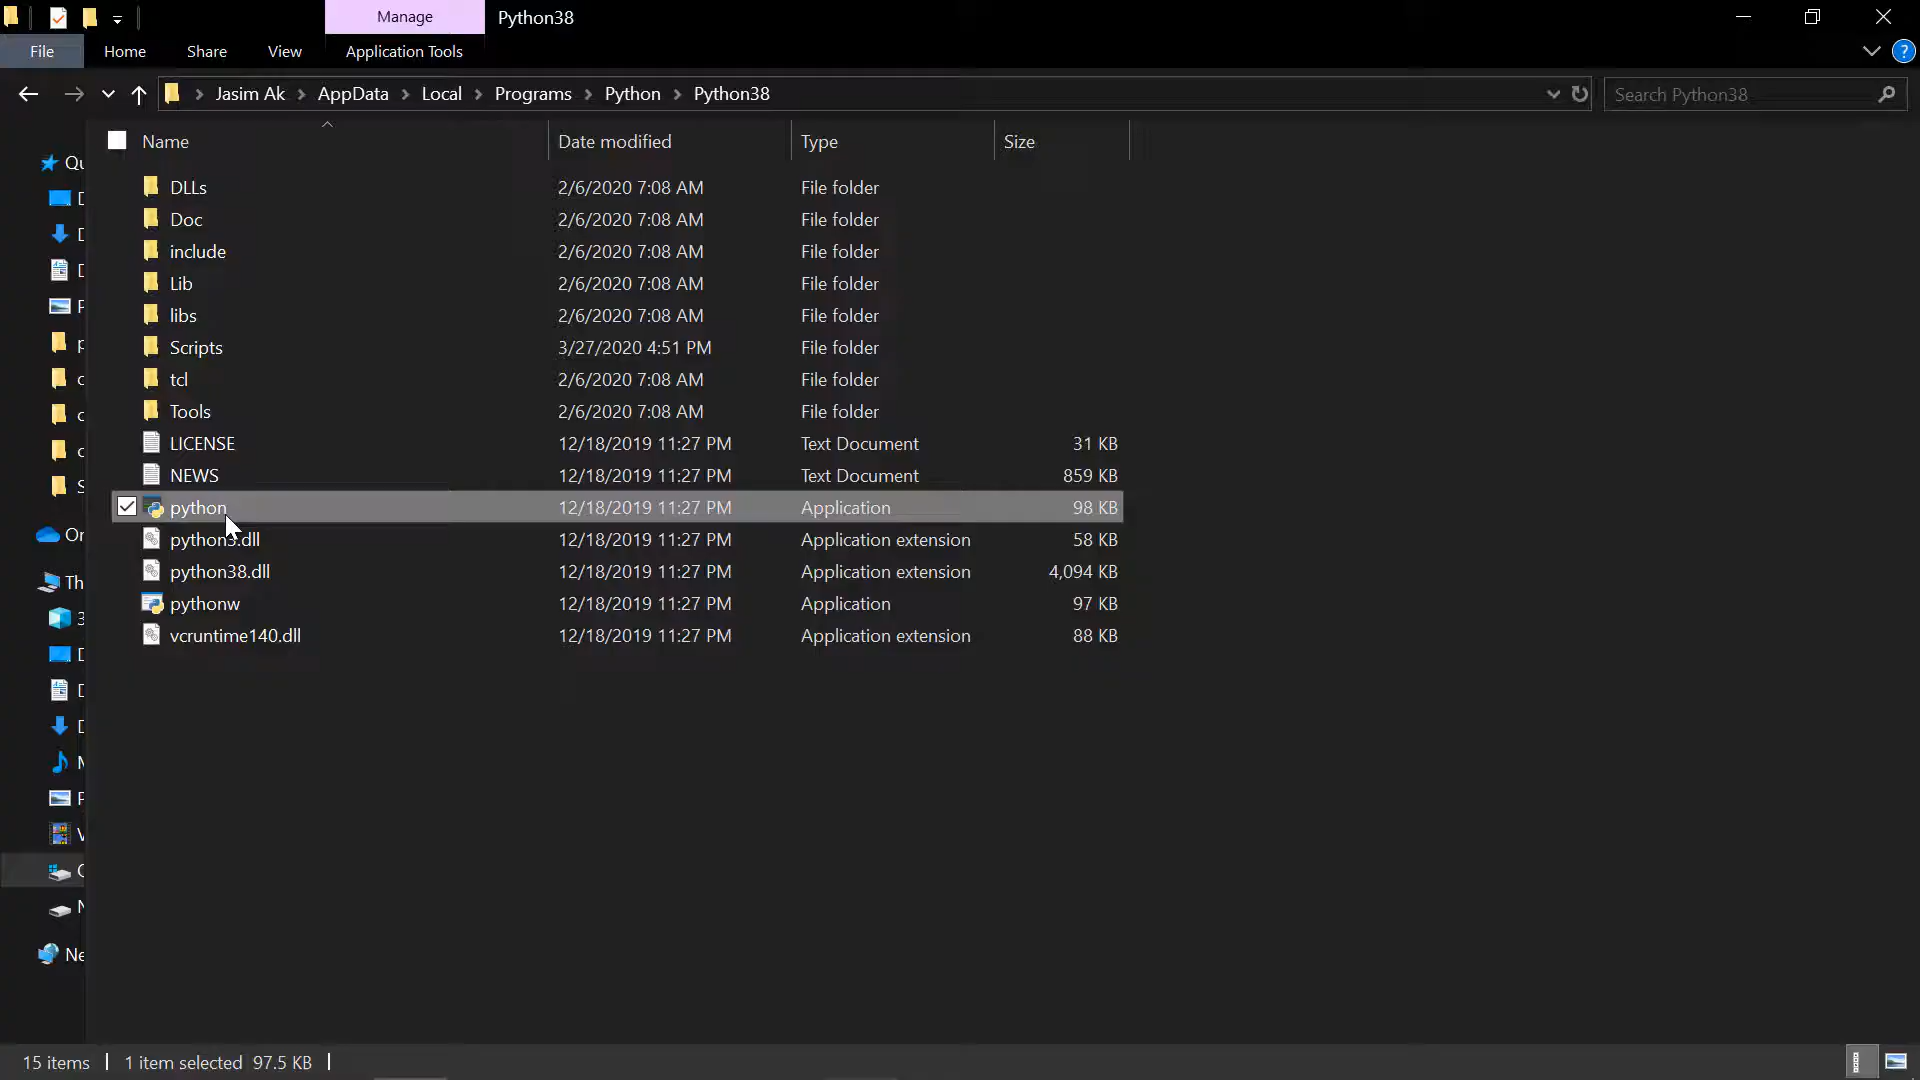 Manage
Python38
File
Home
Share
View
Application Tools
Jasim Ak
AppData
Local
Programs
Python
Python38
Search Python38
Name
Date modified
Type
Size
DLLs 2/6/2020 7:08 AM File folder
Doc 2/6/2020 7:08 AM File folder
include 2/6/2020 7:08 AM File folder
Lib 2/6/2020 7:08 AM File folder
libs 2/6/2020 7:08 AM File folder
Scripts 3/27/2020 4:51 PM File folder
tcl 2/6/2020 7:08 AM File folder
Tools 2/6/2020 7:08 AM File folder
LICENSE 12/18/2019 11:27 PM Text Document 31 KB
NEWS 12/18/2019 11:27 PM Text Document 859 KB
python 12/18/2019 11:27 PM Application 98 KB
python3.dll 12/18/2019 11:27 PM Application extension 58 KB
python38.dll 12/18/2019 11:27 PM Application extension 4,094 KB
pythonw 12/18/2019 11:27 PM Application 97 KB
vcruntime140.dll 12/18/2019 11:27 PM Application extension 88 KB
15 items
1 item selected 97.5 KB